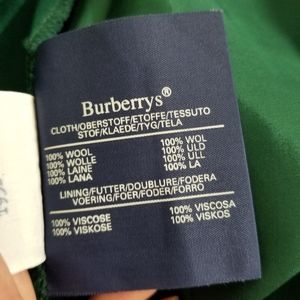 Burberrys®
CLOTH/OBERSTOFF/ETOFFE/TESSUTO
STOF/KLAEDE/TYG/TELA
100% WOOL 100% WOL
100% WOLLE 100% ULD
100% LAINE 100% ULL
100% LANA 100% LA
LINING/FUTTER/DOUBLURE/FODERA
VOERING/FOER/FODER/FORRO
100% VISCOSE 100% VISCOSA
100% VISKOSE 100% VISKOS